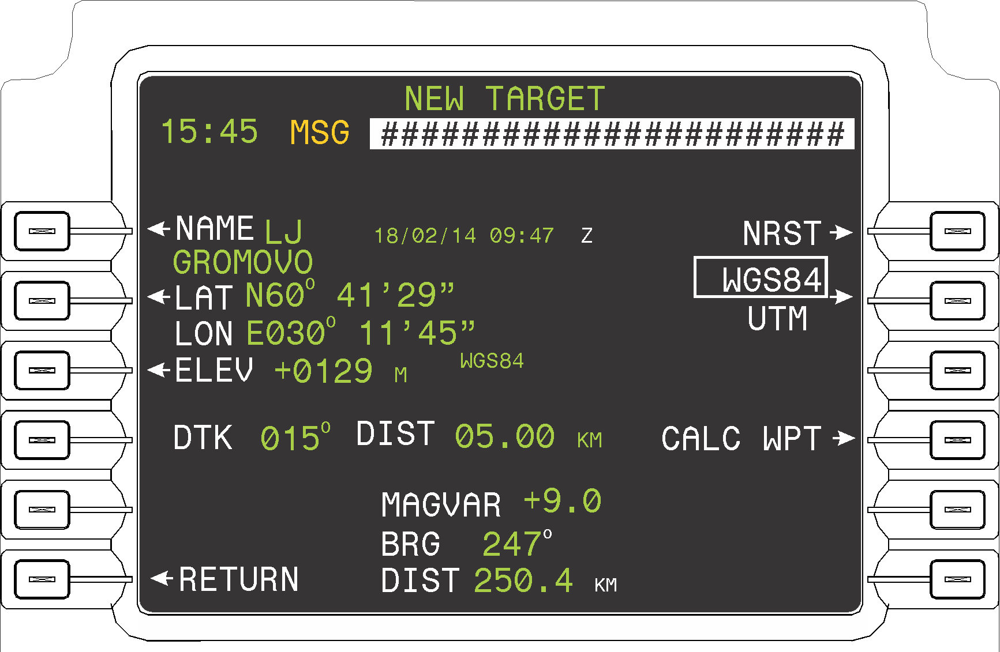 NEW TARGET
15:45 MSG #######################
NAME LJ 18/02/14 09:47 Z NRST
GROMOVO
LAT N60° 41’29” WGS84
LON E030° 11’45” UTM
ELEV +0129 M WGS84
DTK 015° DIST 05.00 KM CALC WPT
MAGVAR +9.0
BRG 247°
RETURN DIST 250.4 KM